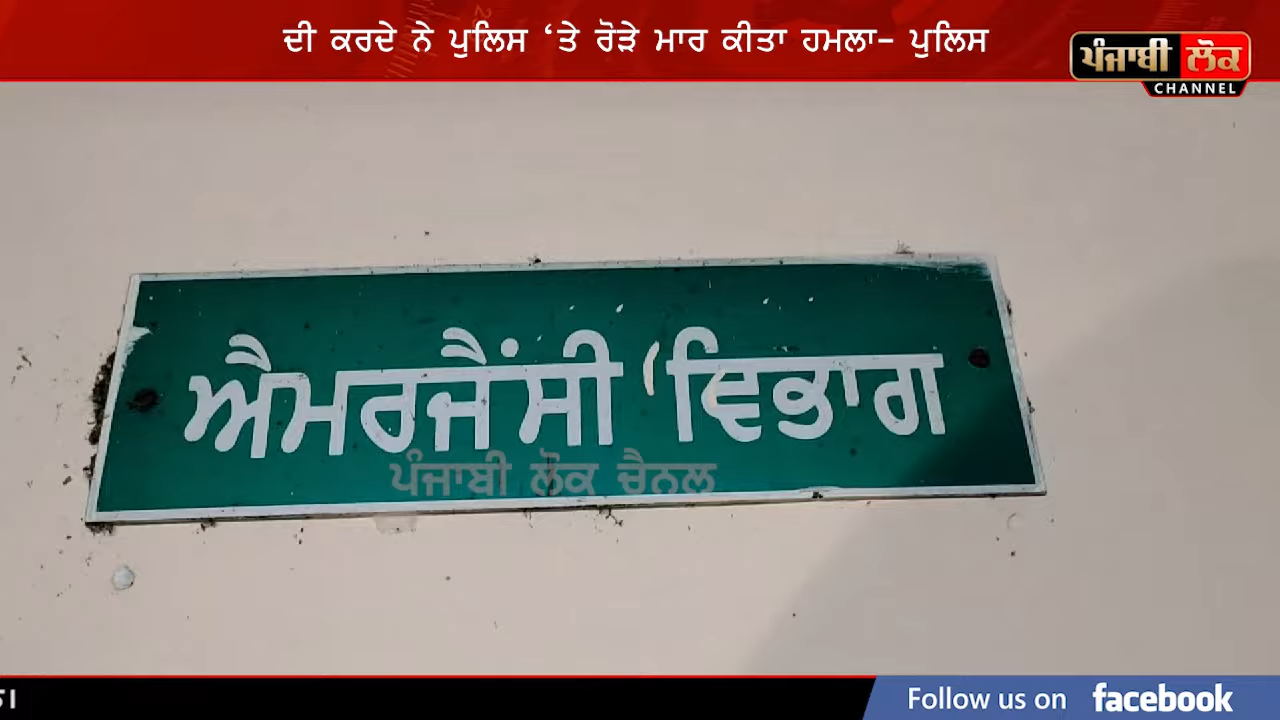 ਦੀ ਕਰਦੇ ਨੇ ਪੁਲਿਸ ‘ਤੇ ਰੋੜੇ ਮਾਰ ਕੀਤਾ ਹਮਲਾ– ਪੁਲਿਸ
ਪੰਜਾਬੀ ਲੋਕ
CHANNEL
ਐਮਰਜੈਂਸੀ ਵਿਭਾਗ
ਪੰਜਾਬੀ ਲੋਕ ਚੈਨਲ
Follow us on facebook